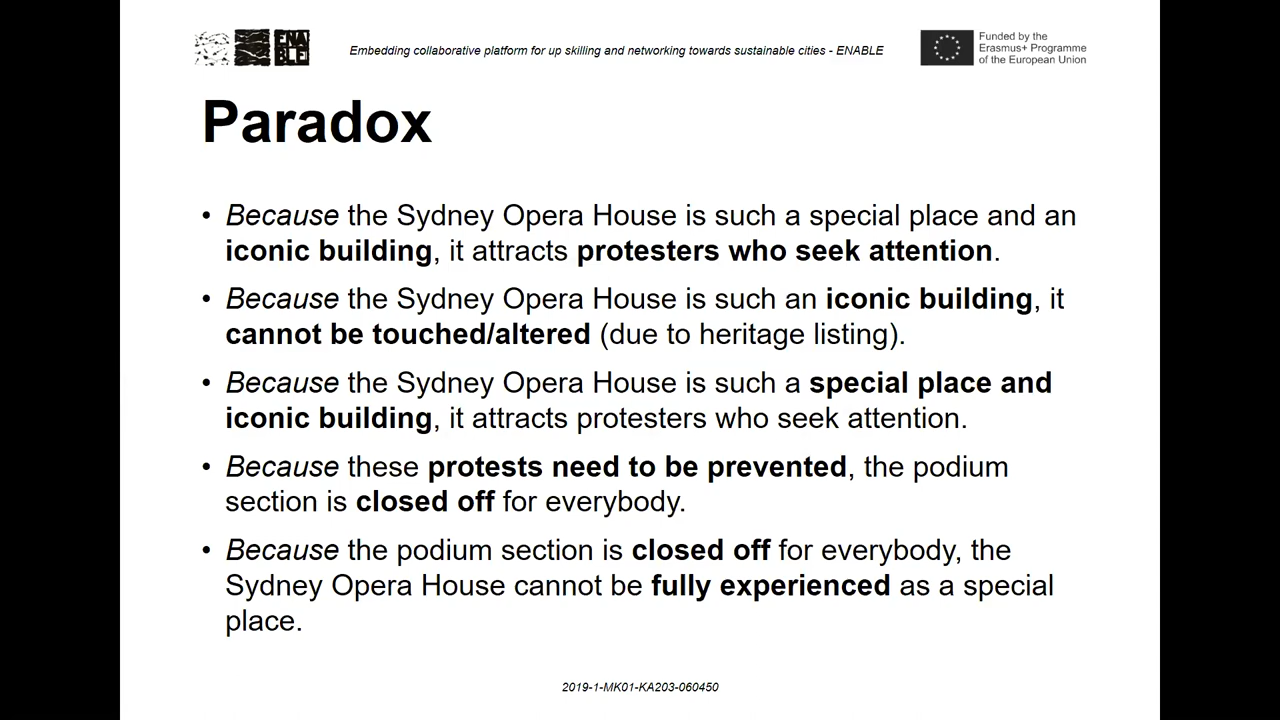 ENA
BLE
Embedding collaborative platform for up skilling and networking towards sustainable cities - ENABLE
Funded by the
Erasmus+ Programme
of the European Union
Paradox
• Because the Sydney Opera House is such a special place and an
iconic building, it attracts protesters who seek attention.
• Because the Sydney Opera House is such an iconic building, it
cannot be touched/altered (due to heritage listing).
• Because the Sydney Opera House is such a special place and
iconic building, it attracts protesters who seek attention.
• Because these protests need to be prevented, the podium
section is closed off for everybody.
• Because the podium section is closed off for everybody, the
Sydney Opera House cannot be fully experienced as a special
place.
2019-1-MK01-KA203-060450